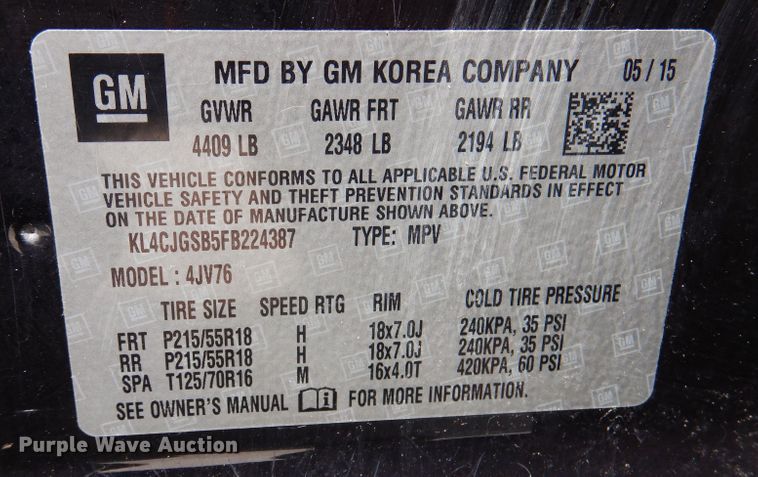 GM
MFD BY GM KOREA COMPANY 05 / 15
GVWR GAWR FRT GAWR RR
4409 LB 2348 LB 2194 LB
THIS VEHICLE CONFORMS TO ALL APPLICABLE U.S. FEDERAL MOTOR
VEHICLE SAFETY AND THEFT PREVENTION STANDARDS IN EFFECT
ON THE DATE OF MANUFACTURE SHOWN ABOVE.
KL4CJGSB5FB224387 TYPE: MPV
MODEL : 4JV76
TIRE SIZE SPEED RTG RIM COLD TIRE PRESSURE
FRT P215/55R18 H 18x7.0J 240KPA, 35 PSI
RR P215/55R18 H 18x7.0J 240KPA, 35 PSI
SPA T125/70R16 M 16x4.0T 420KPA, 60 PSI
SEE OWNER'S MANUAL FOR MORE INFORMATION.
Purple Wave Auction